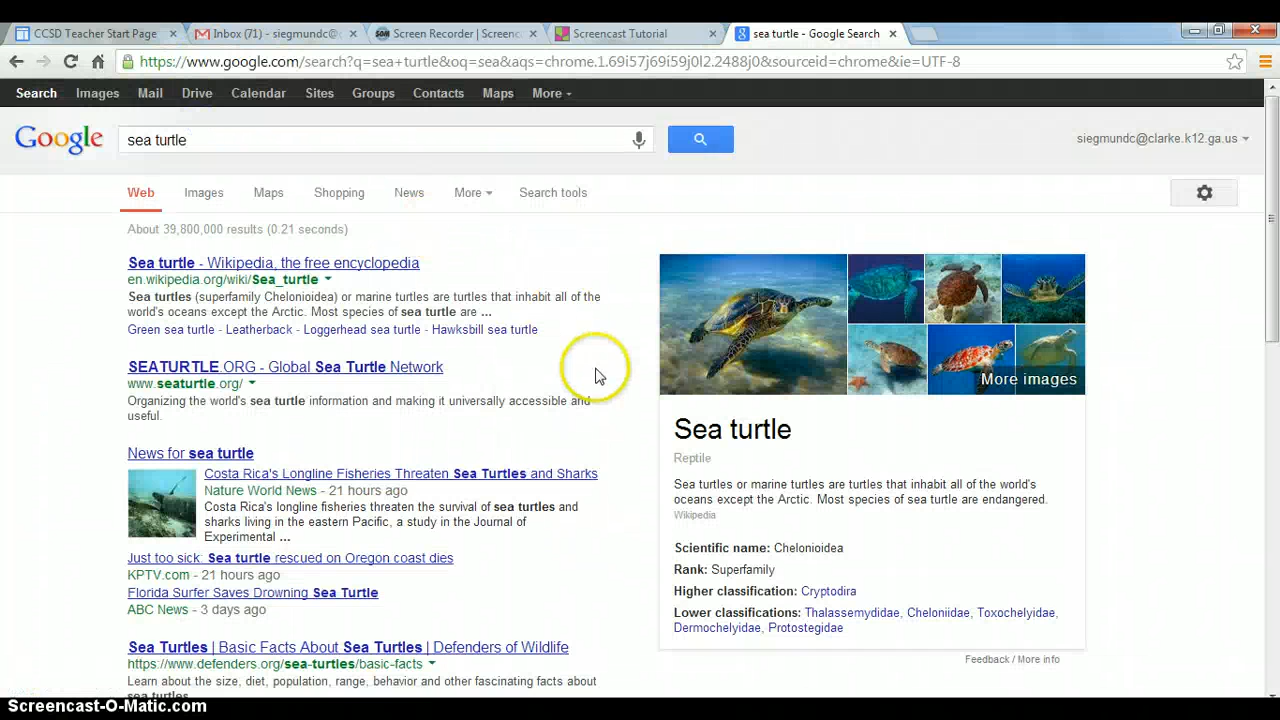 CCSD Teacher Start Page
Inbox (71) - siegmundc@
Screen Recorder | Screenc
Screencast Tutorial
sea turtle - Google Search
https://www.google.com/search?q=sea+turtle&oq=sea&aqs=chrome.1.69i57j69i59j0l2.2488j0&sourceid=chrome&ie=UTF-8
Search Images Mail Drive Calendar Sites Groups Contacts Maps More
Google
sea turtle
siegmundc@clarke.k12.ga.us
Web Images Maps Shopping News More Search tools
About 39,800,000 results (0.21 seconds)
Sea turtle - Wikipedia, the free encyclopedia
en.wikipedia.org/wiki/Sea_turtle
Sea turtles (superfamily Chelonioidea) or marine turtles are turtles that inhabit all of the
world's oceans except the Arctic. Most species of sea turtle are ...
Green sea turtle - Leatherback - Loggerhead sea turtle - Hawksbill sea turtle
SEATURTLE.ORG - Global Sea Turtle Network
www.seaturtle.org/
Organizing the world's sea turtle information and making it universally accessible and
useful.
News for sea turtle
Costa Rica's Longline Fisheries Threaten Sea Turtles and Sharks
Nature World News - 21 hours ago
Costa Rica's longline fisheries threaten the survival of sea turtles and
sharks living in the eastern Pacific, a study in the Journal of
Experimental ...
Just too sick: Sea turtle rescued on Oregon coast dies
KPTV.com - 21 hours ago
Florida Surfer Saves Drowning Sea Turtle
ABC News - 3 days ago
Sea Turtles | Basic Facts About Sea Turtles | Defenders of Wildlife
https://www.defenders.org/sea-turtles/basic-facts
Learn about the size, diet, population, range, behavior and other fascinating facts about
sea turtles.
More images
Sea turtle
Reptile
Sea turtles or marine turtles are turtles that inhabit all of the world's
oceans except the Arctic. Most species of sea turtle are endangered.
Wikipedia
Scientific name: Chelonioidea
Rank: Superfamily
Higher classification: Cryptodira
Lower classifications: Thalassemydidae, Cheloniidae, Toxochelyidae,
Dermochelyidae, Protostegidae
Feedback / More info
Screencast-O-Matic.com